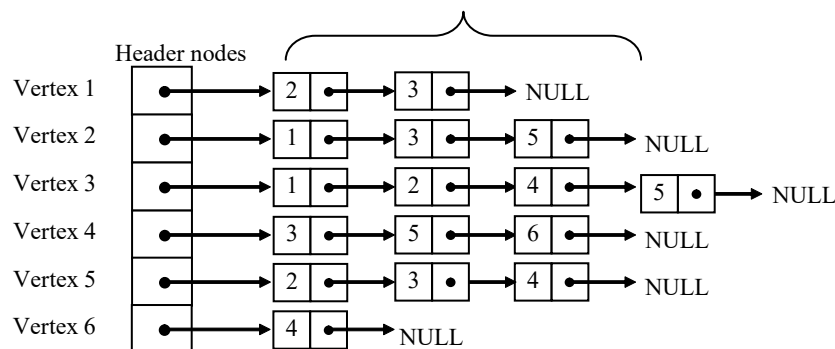 Header nodes
Vertex 1 2 3 NULL
Vertex 2 1 3 5 NULL
Vertex 3 1 2 4 5 NULL
Vertex 4 3 5 6 NULL
Vertex 5 2 3 4 NULL
Vertex 6 4 NULL